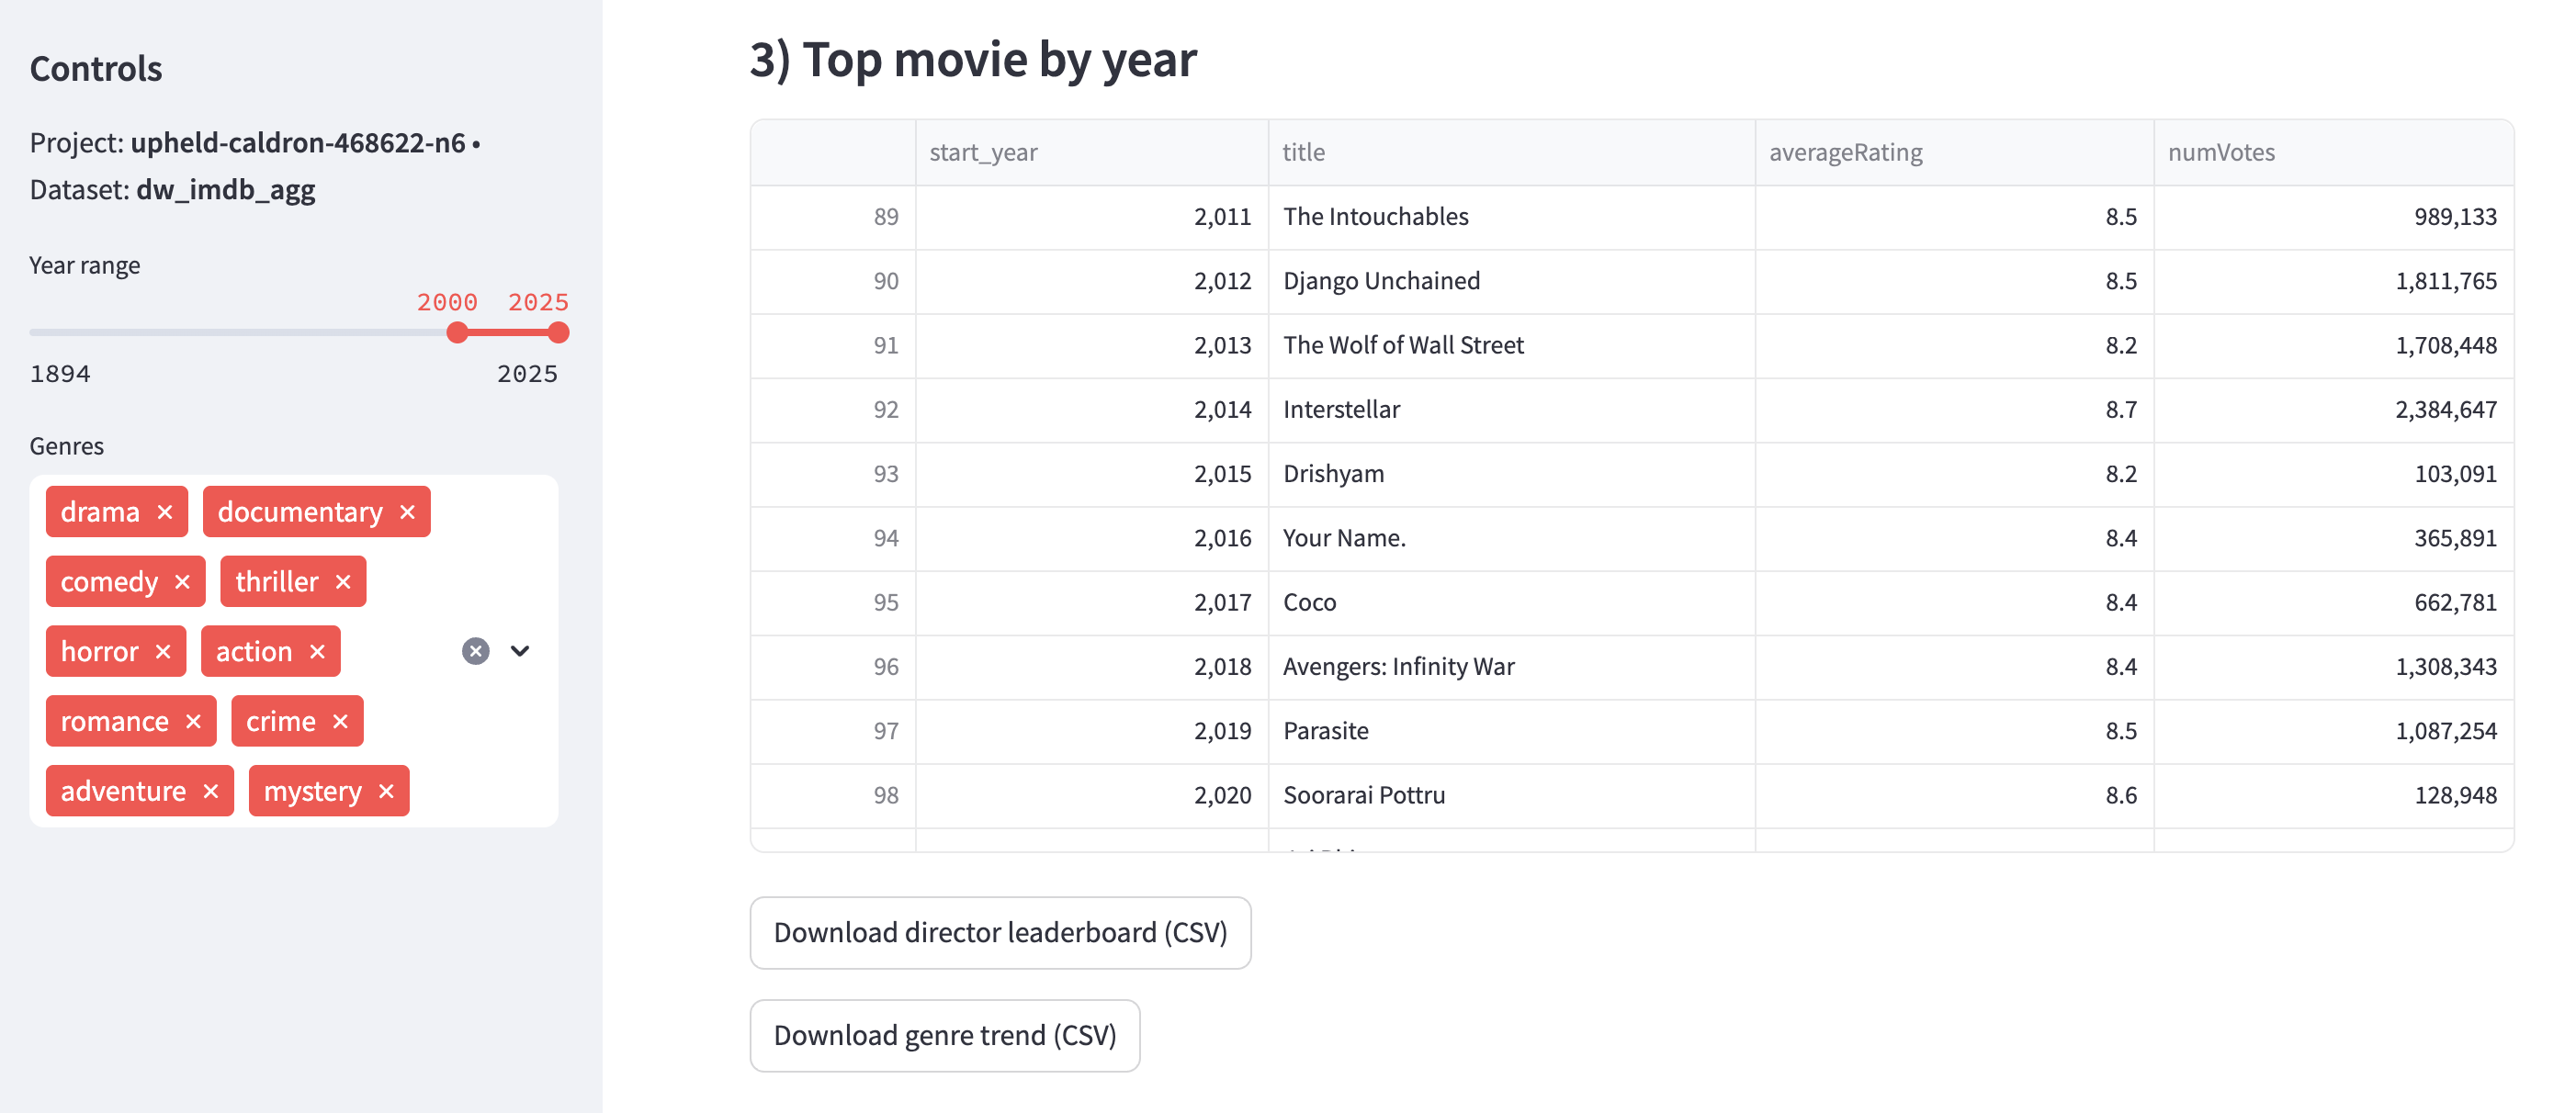 Controls
Project: upheld-caldron-468622-n6 •
Dataset: dw_imdb_agg
Year range
2000 2025
1894 2025
Genres
drama × documentary ×
comedy × thriller ×
horror × action ×
romance × crime ×
adventure × mystery ×
3) Top movie by year
start_year title averageRating numVotes
89 2,011 The Intouchables 8.5 989,133
90 2,012 Django Unchained 8.5 1,811,765
91 2,013 The Wolf of Wall Street 8.2 1,708,448
92 2,014 Interstellar 8.7 2,384,647
93 2,015 Drishyam 8.2 103,091
94 2,016 Your Name. 8.4 365,891
95 2,017 Coco 8.4 662,781
96 2,018 Avengers: Infinity War 8.4 1,308,343
97 2,019 Parasite 8.5 1,087,254
98 2,020 Soorarai Pottru 8.6 128,948
Download director leaderboard (CSV)
Download genre trend (CSV)